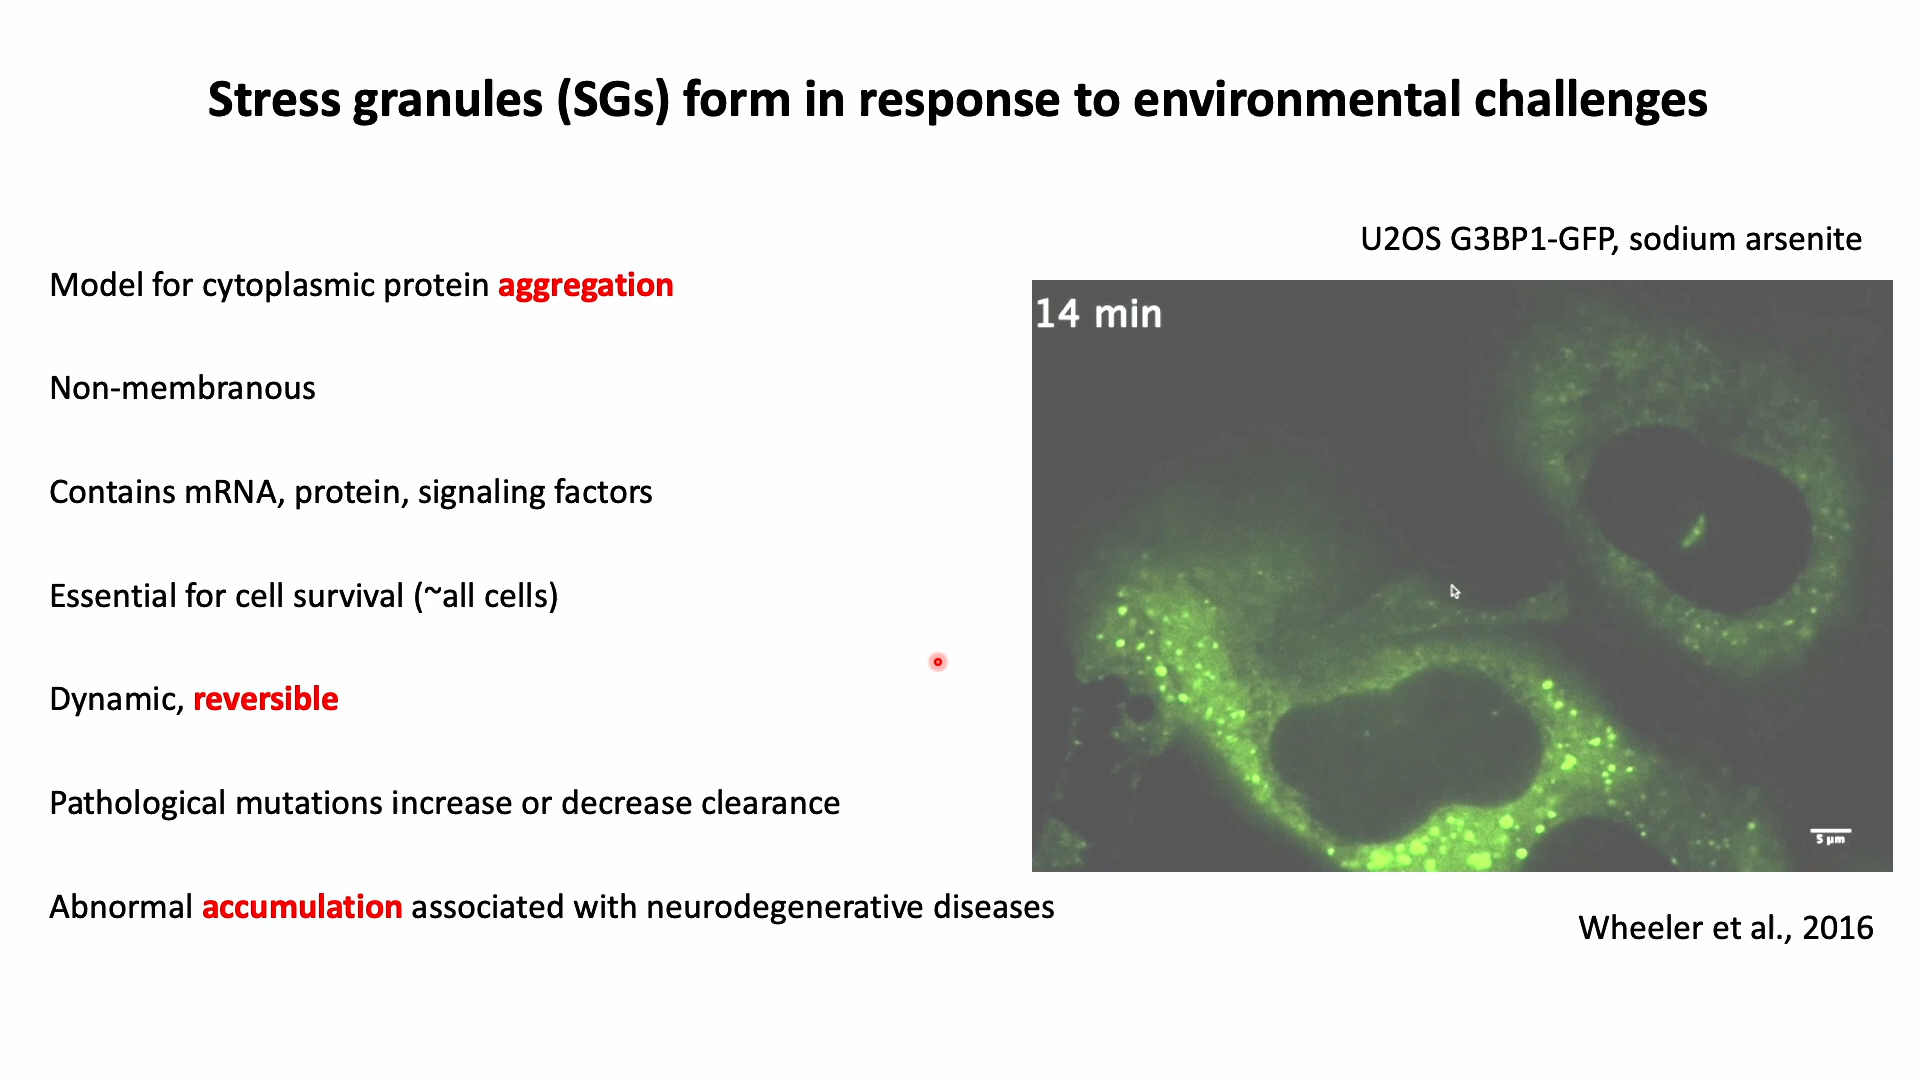 Stress granules (SGs) form in response to environmental challenges
Model for cytoplasmic protein aggregation
Non-membranous
Contains mRNA, protein, signaling factors
Essential for cell survival (~all cells)
Dynamic, reversible
Pathological mutations increase or decrease clearance
Abnormal accumulation associated with neurodegenerative diseases
U2OS G3BP1-GFP, sodium arsenite
14 min
5 µm
Wheeler et al., 2016